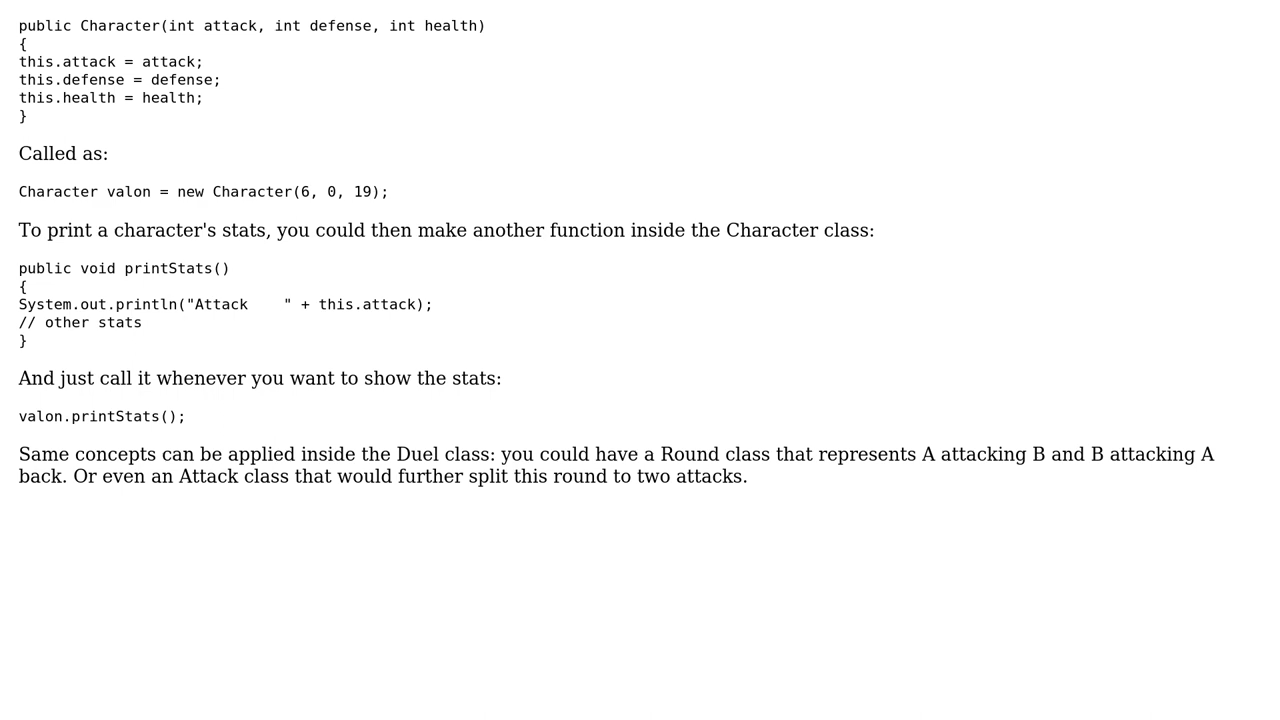 public Character(int attack, int defense, int health)
{
this.attack = attack;
this.defense = defense;
this.health = health;
}
Called as:
Character valon = new Character(6, 0, 19);
To print a character's stats, you could then make another function inside the Character class:
public void printStats()
{
System.out.println("Attack    " + this.attack);
// other stats
}
And just call it whenever you want to show the stats:
valon.printStats();
Same concepts can be applied inside the Duel class: you could have a Round class that represents A attacking B and B attacking A
back. Or even an Attack class that would further split this round to two attacks.